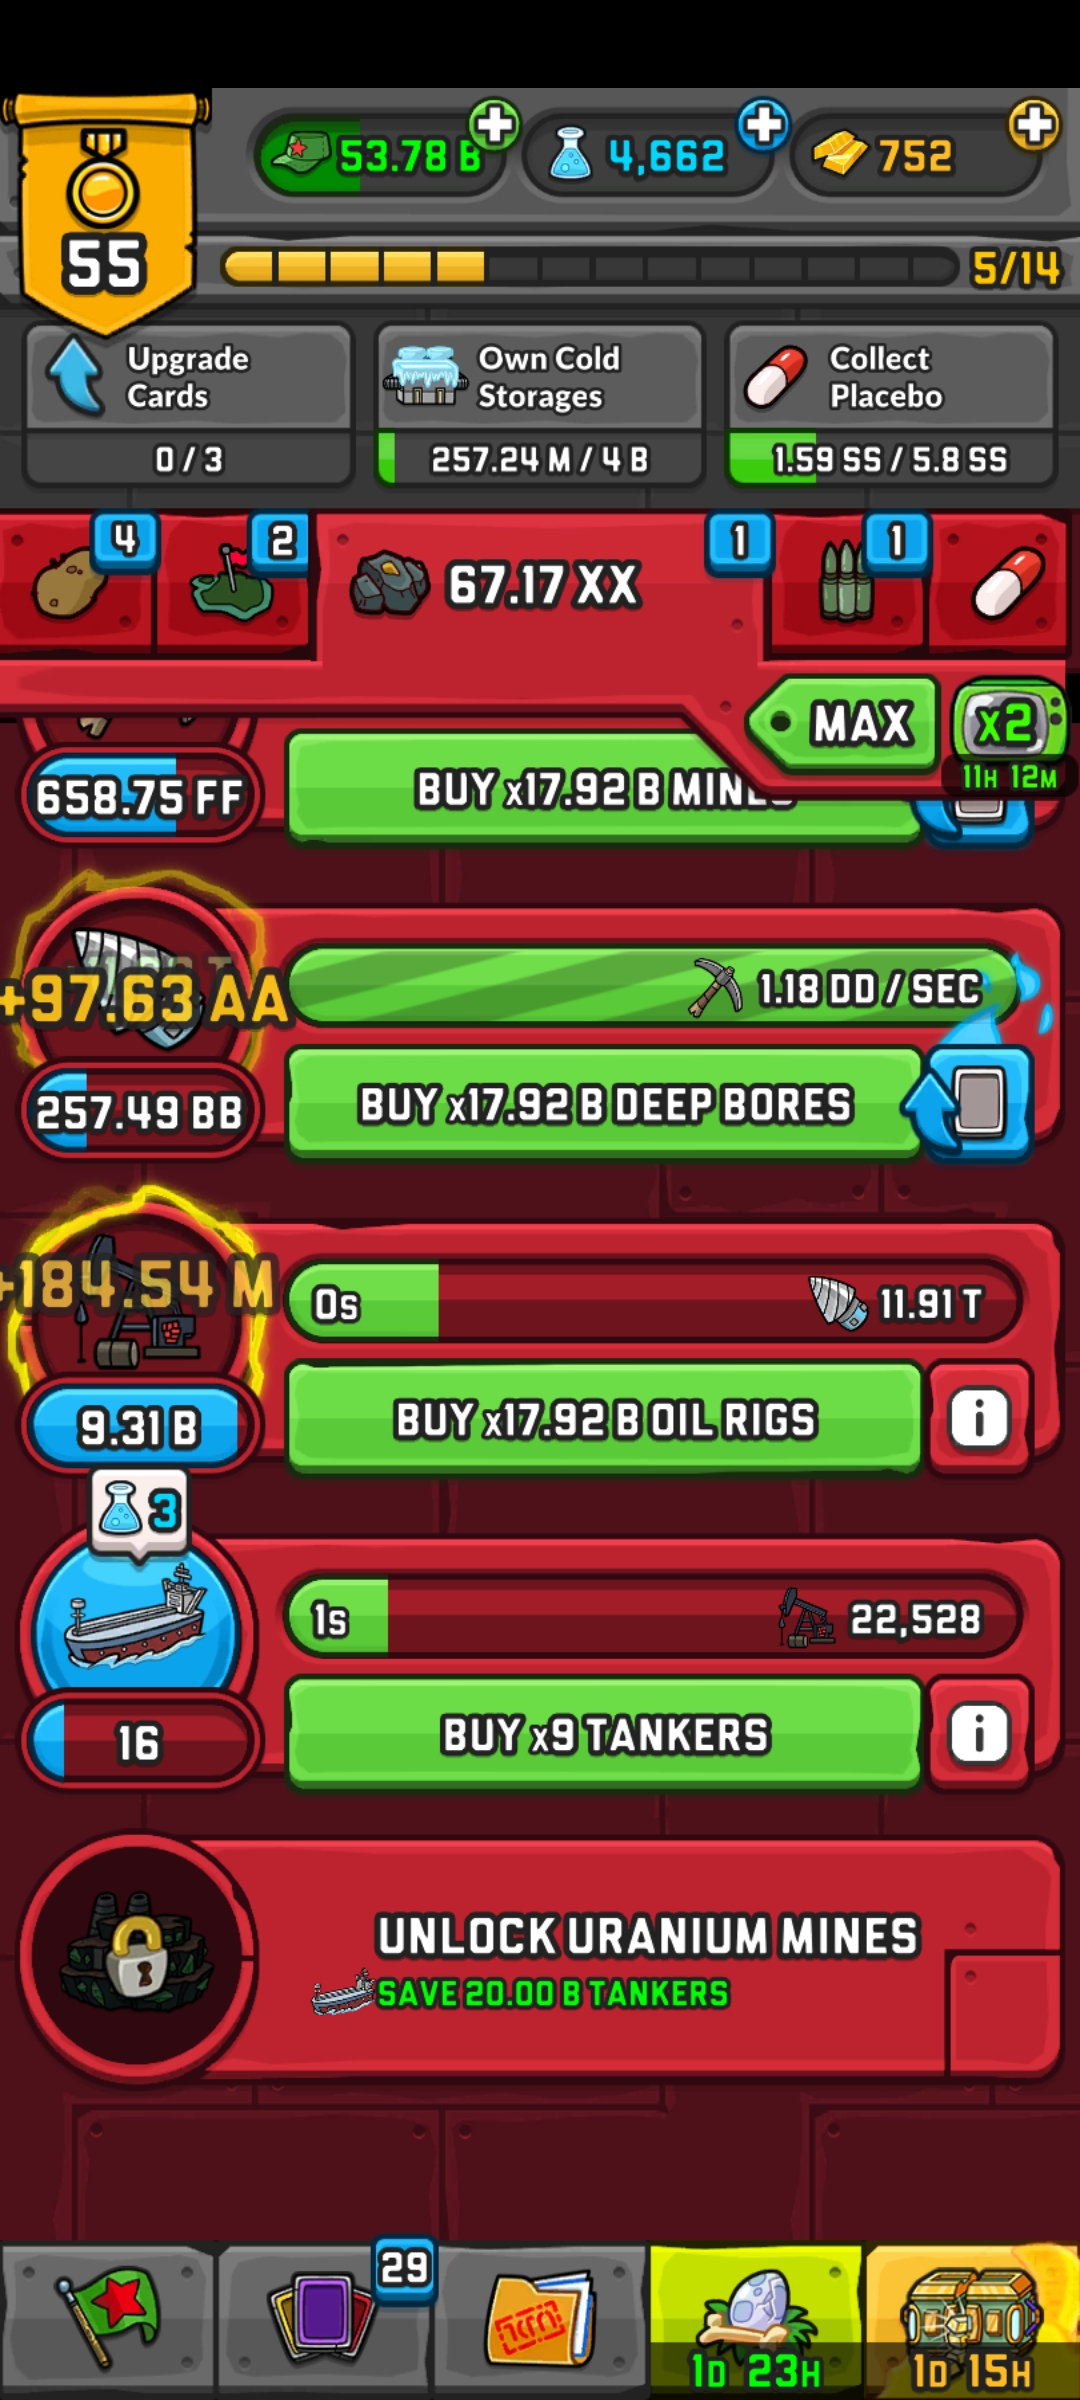 53.78 B
4,662
752
55
5/14
Upgrade
Cards
0 / 3
Own Cold
Storages
257.24 M / 4 B
Collect
Placebo
1.59 SS / 5.8 SS
4
2
67.17 XX
1
1
MAX
x2
11H 12M
658.75 FF
BUY x17.92 B MINES
+97.63 AA
1.18 DD / SEC
257.49 BB
BUY x17.92 B DEEP BORES
+184.54 M
0s
11.91 T
9.31 B
BUY x17.92 B OIL RIGS
3
1s
22,528
16
BUY x9 TANKERS
UNLOCK URANIUM MINES
SAVE 20.00 B TANKERS
29
1D 23H
1D 15H